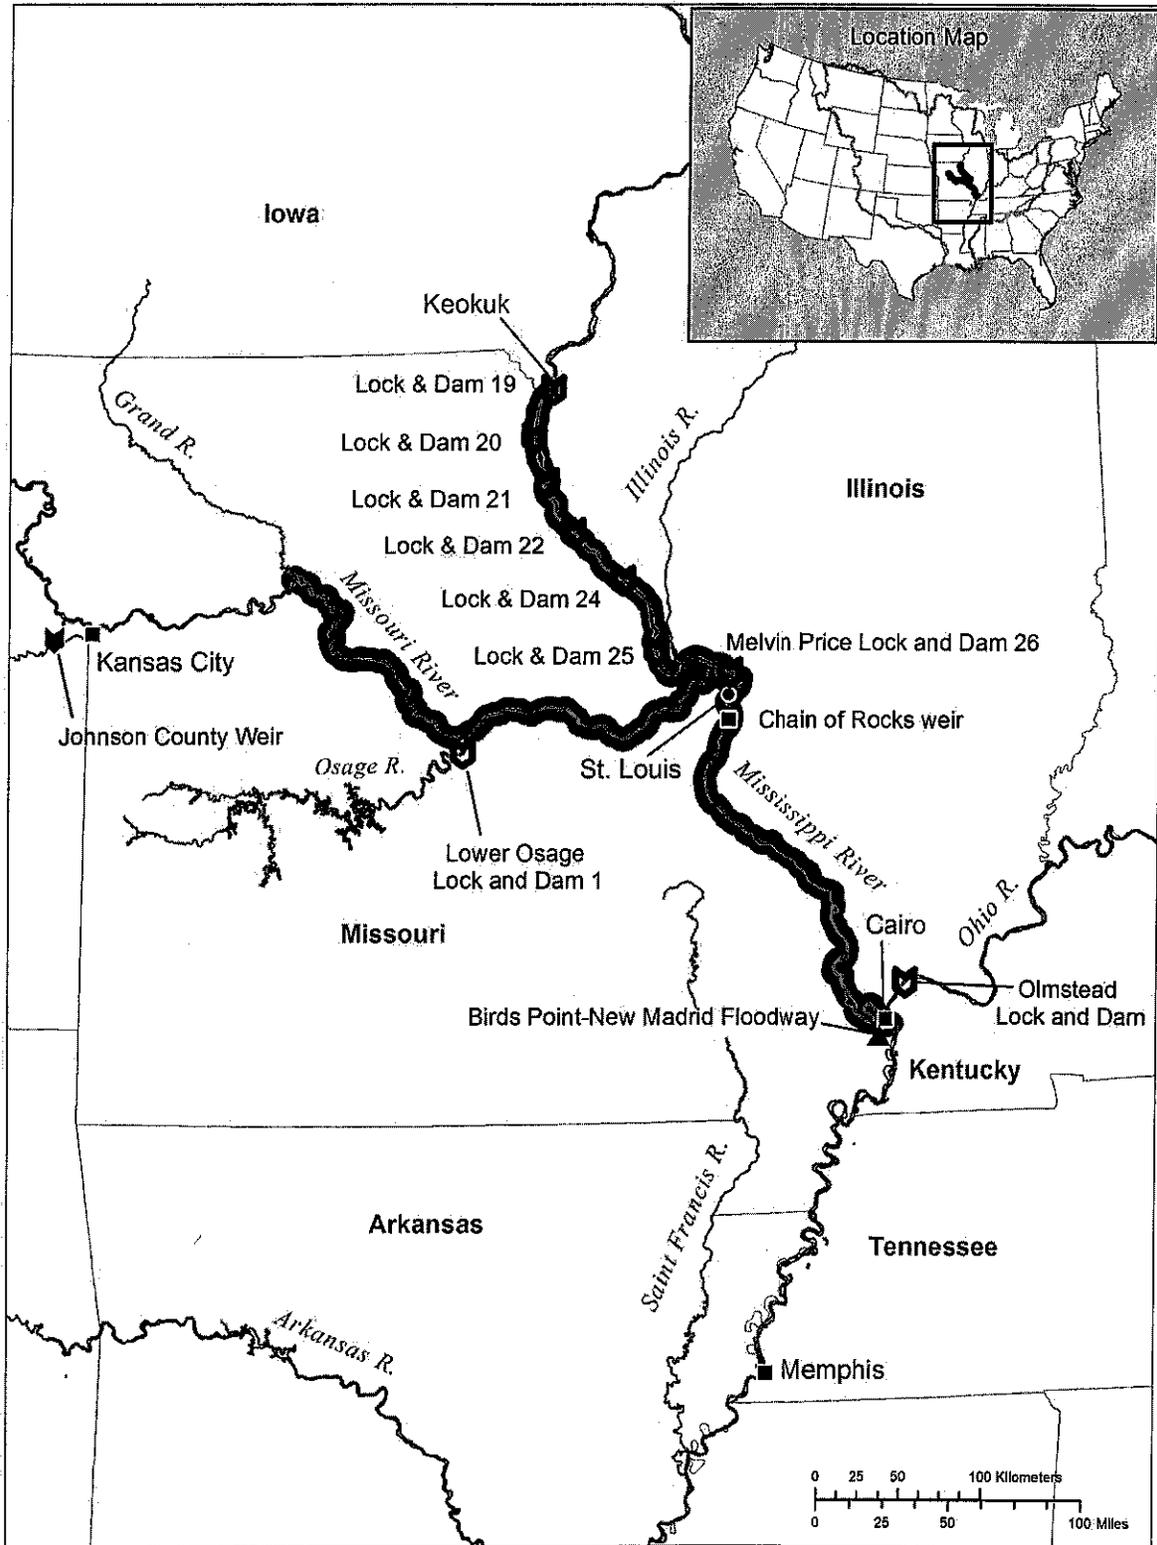 Location Map
Iowa
Keokuk
Lock & Dam 19
Grand R.
Lock & Dam 20
Illinois R.
Illinois
Lock & Dam 21
Lock & Dam 22
Missouri River
Lock & Dam 24
Melvin Price Lock and Dam 26
Lock & Dam 25
Kansas City
Chain of Rocks weir
Johnson County Weir
Osage R.
St. Louis
Mississippi River
Lower Osage
Lock and Dam 1
Ohio R.
Missouri
Cairo
Olmstead
Lock and Dam
Birds Point-New Madrid Floodway
Kentucky
Saint Francis R.
Arkansas
Tennessee
Arkansas R.
Memphis
0 25 50 100 Kilometers
0 25 50 100 Miles